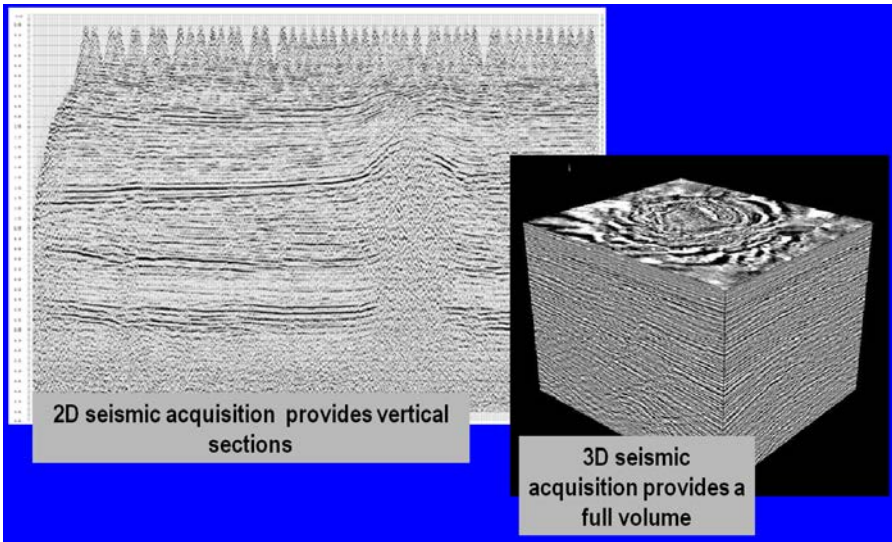 2D seismic acquisition provides vertical
sections
3D seismic
acquisition provides a
full volume